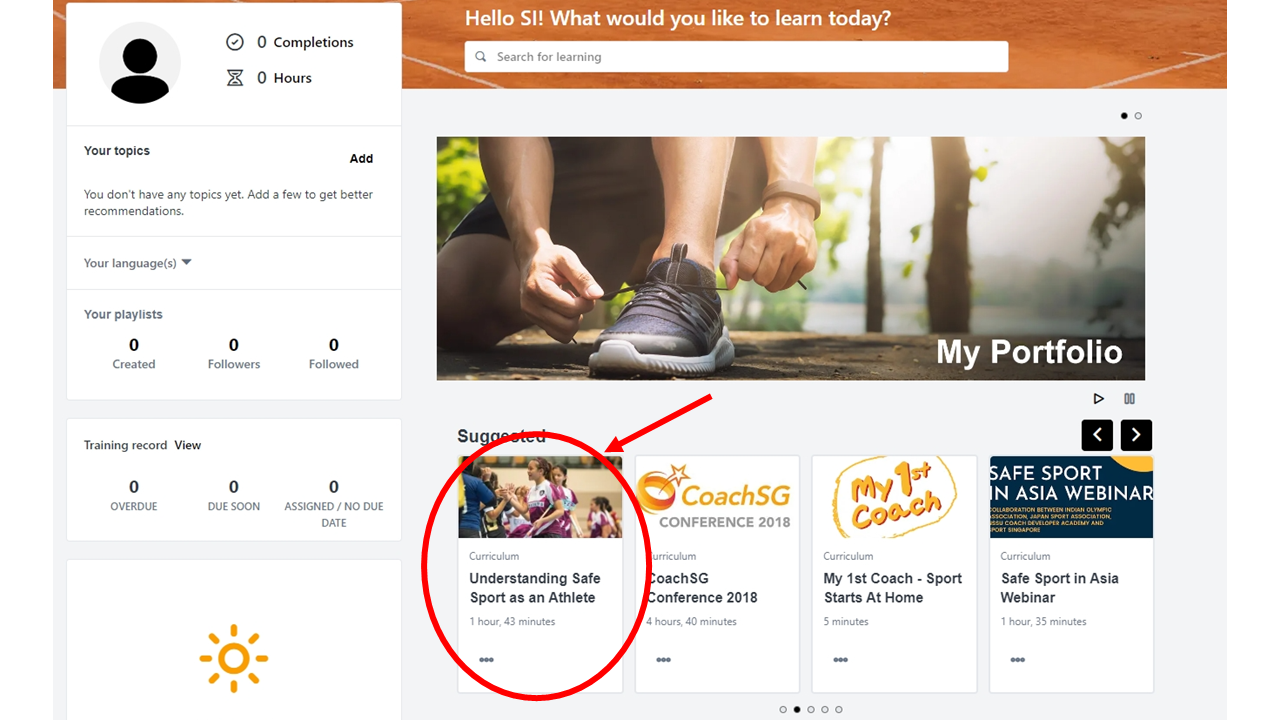 Hello SI! What would you like to learn today?
Search for learning
0 Completions
0 Hours
Your topics
Add
You don't have any topics yet. Add a few to get better
recommendations.
Your language(s)
Your playlists
0 0 0
Created Followers Followed
Training record View
0 0 0
OVERDUE DUE SOON ASSIGNED / NO DUE
DATE
My Portfolio
Suggested
Curriculum
Understanding Safe
Sport as an Athlete
1 hour, 43 minutes
CoachSG
CONFERENCE 2018
Curriculum
CoachSG
Conference 2018
4 hours, 40 minutes
My 1st
Coach
Curriculum
My 1st Coach - Sport
Starts At Home
5 minutes
SAFE SPORT
IN ASIA WEBINAR
COLLABORATION BETWEEN INDIAN OLYMPIC
ASSOCIATION, JAPAN SPORT ASSOCIATION,
NSSU COACH DEVELOPER ACADEMY AND
SPORT SINGAPORE
Curriculum
Safe Sport in Asia
Webinar
1 hour, 35 minutes